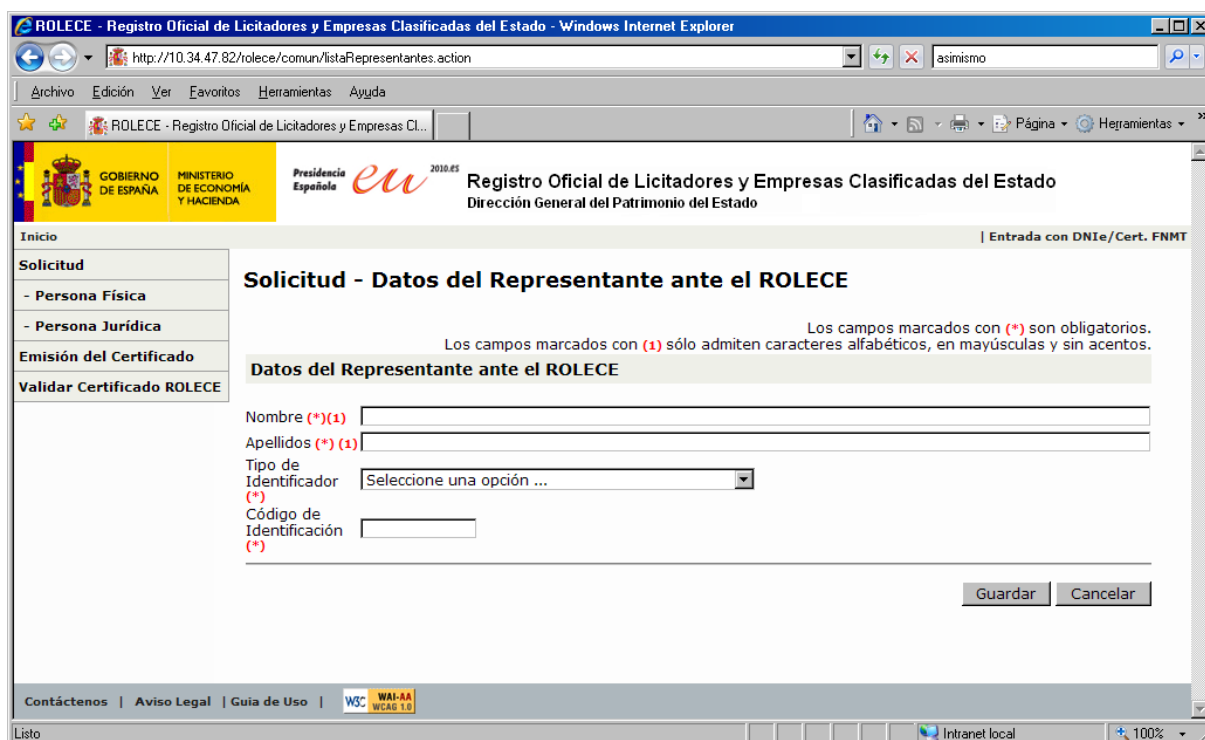 ROLECE - Registro Oficial de Licitadores y Empresas Clasificadas del Estado - Windows Internet Explorer
http://10.34.47.82/rolece/comun/listaRepresentantes.action
asimismo
Archivo Edición Ver Favoritos Herramientas Ayuda
ROLECE - Registro Oficial de Licitadores y Empresas Cl...
Página Herramientas »
GOBIERNO DE ESPAÑA
MINISTERIO DE ECONOMÍA Y HACIENDA
Presidencia Española eu 2010.es
Registro Oficial de Licitadores y Empresas Clasificadas del Estado
Dirección General del Patrimonio del Estado
Inicio | Entrada con DNIe/Cert. FNMT
Solicitud
- Persona Física
- Persona Jurídica
Emisión del Certificado
Validar Certificado ROLECE
Solicitud - Datos del Representante ante el ROLECE
Los campos marcados con (*) son obligatorios.
Los campos marcados con (1) sólo admiten caracteres alfabéticos, en mayúsculas y sin acentos.
Datos del Representante ante el ROLECE
Nombre (*)(1)
Apellidos (*) (1)
Tipo de
Identificador
(*)
Seleccione una opción ...
Código de
Identificación
(*)
Guardar Cancelar
Contáctenos | Aviso Legal | Guia de Uso | W3C WAI-AA WCAG 1.0
Listo Intranet local 100%